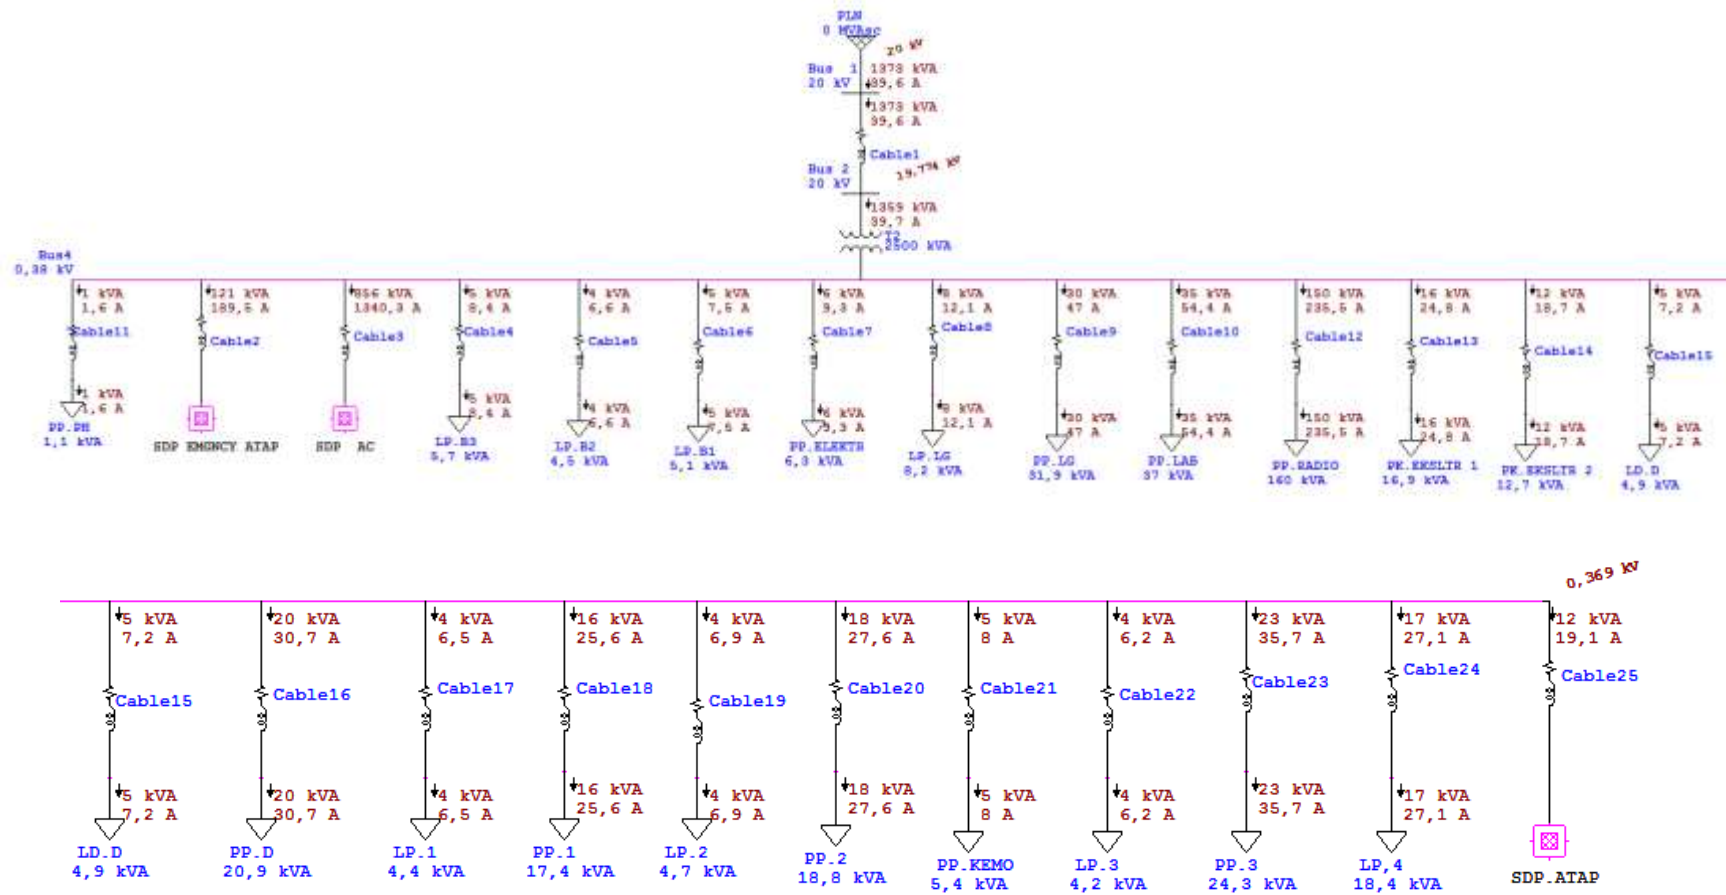 PLN
0 MVAsc
20 kV
Bus 1
20 kV
1373 kVA
39,6 A
1373 kVA
39,6 A
Cable1
Bus 2
20 kV
19,774 kV
1359 kVA
39,7 A
T2
2500 kVA
Bus4
0,38 kV
1 kVA
1,6 A
Cable11
1 kVA
1,6 A
PP.PH
1,1 kVA
121 kVA
189,5 A
Cable2
SDP EMGNCY ATAP
856 kVA
1340,3 A
Cable3
SDP AC
5 kVA
8,4 A
Cable4
5 kVA
8,4 A
LP.B3
5,7 kVA
4 kVA
6,6 A
Cable5
4 kVA
6,6 A
LP.B2
4,5 kVA
5 kVA
7,5 A
Cable6
5 kVA
7,5 A
LP.B1
5,1 kVA
6 kVA
9,3 A
Cable7
6 kVA
9,3 A
PP.ELEKTR
6,3 kVA
8 kVA
12,1 A
Cable8
8 kVA
12,1 A
LP.LG
8,2 kVA
30 kVA
47 A
Cable9
30 kVA
47 A
PP.LG
31,9 kVA
35 kVA
54,4 A
Cable10
35 kVA
54,4 A
PP.LAB
37 kVA
150 kVA
235,5 A
Cable12
150 kVA
235,5 A
PP.RADIO
160 kVA
16 kVA
24,8 A
Cable13
16 kVA
24,8 A
PK.EKSLTR 1
16,9 kVA
12 kVA
18,7 A
Cable14
12 kVA
18,7 A
PK.EKSLTR 2
12,7 kVA
5 kVA
7,2 A
Cable15
5 kVA
7,2 A
LD.D
4,9 kVA
0,369 kV
5 kVA
7,2 A
Cable15
5 kVA
7,2 A
LD.D
4,9 kVA
20 kVA
30,7 A
Cable16
20 kVA
30,7 A
PP.D
20,9 kVA
4 kVA
6,5 A
Cable17
4 kVA
6,5 A
LP.1
4,4 kVA
16 kVA
25,6 A
Cable18
16 kVA
25,6 A
PP.1
17,4 kVA
4 kVA
6,9 A
Cable19
4 kVA
6,9 A
LP.2
4,7 kVA
18 kVA
27,6 A
Cable20
18 kVA
27,6 A
PP.2
18,8 kVA
5 kVA
8 A
Cable21
5 kVA
8 A
PP.KEMO
5,4 kVA
4 kVA
6,2 A
Cable22
4 kVA
6,2 A
LP.3
4,2 kVA
23 kVA
35,7 A
Cable23
23 kVA
35,7 A
PP.3
24,3 kVA
17 kVA
27,1 A
Cable24
17 kVA
27,1 A
LP,4
18,4 kVA
12 kVA
19,1 A
Cable25
SDP.ATAP